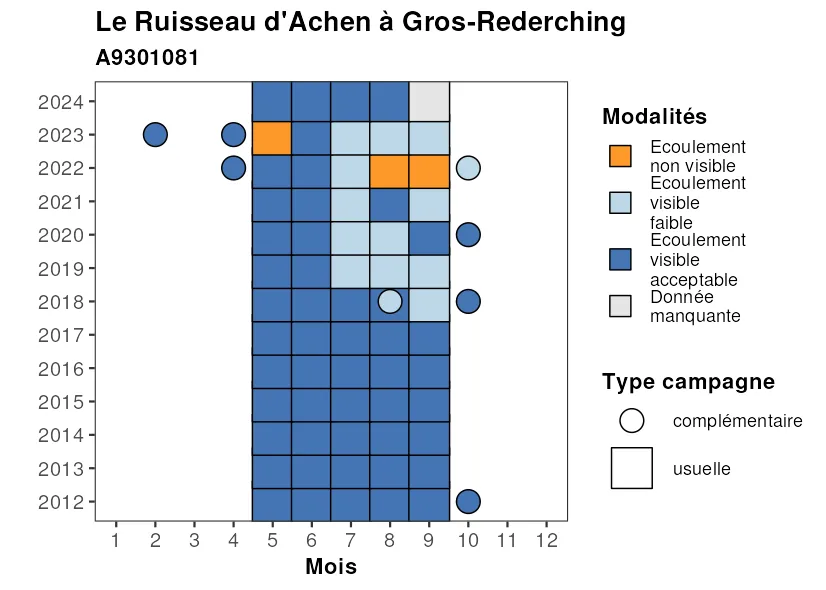 Le Ruisseau d'Achen à Gros-Rederching
A9301081
2024
2023
2022
2021
2020
2019
2018
2017
2016
2015
2014
2013
2012
1 2 3 4 5 6 7 8 9 10 11 12
Mois
Modalités
Ecoulement
non visible
Ecoulement
visible
faible
Ecoulement
visible
acceptable
Donnée
manquante
Type campagne
complémentaire
usuelle